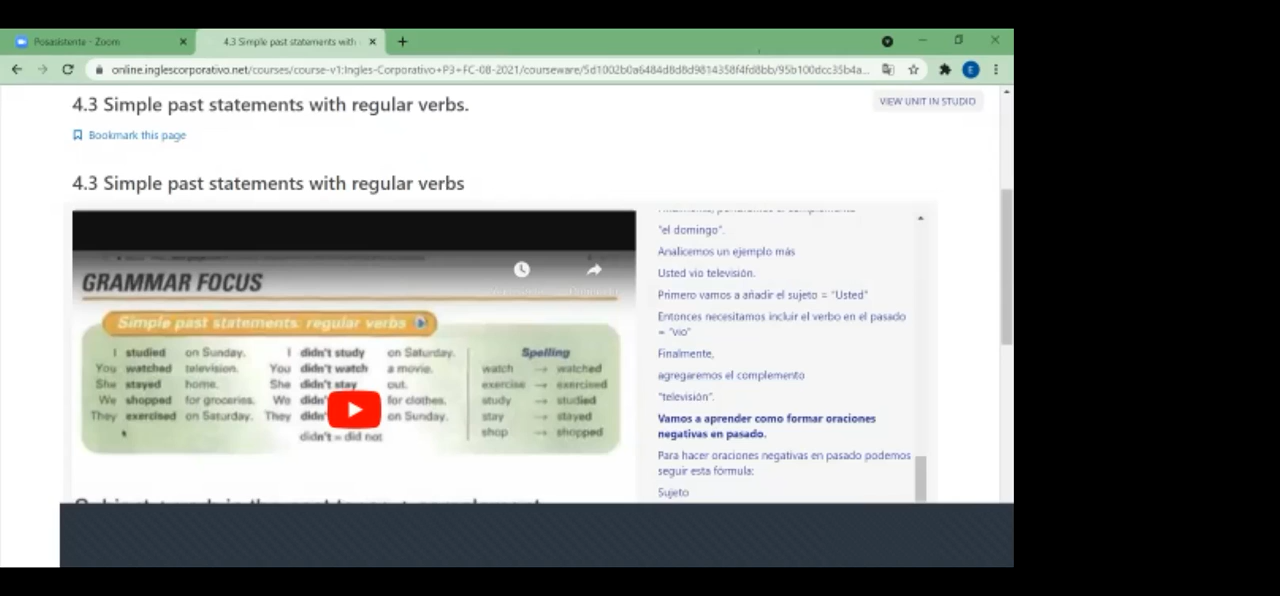 Posasistente - Zoom
4.3 Simple past statements with
online.inglescorporativo.net/courses/course-v1:Ingles-Corporativo+P3+FC-08-2021/courseware/5d1002b0a6484d8d8d9814358f4fd8bb/95b100dcc35b4a...
E
4.3 Simple past statements with regular verbs.
VIEW UNIT IN STUDIO
Bookmark this page
4.3 Simple past statements with regular verbs
GRAMMAR FOCUS
Simple past statements: regular verbs
I studied on Sunday. I didn't study on Saturday. Spelling
You watched television. You didn't watch a movie. watch → watched
She stayed home. She didn't stay out. exercise → exercised
We shopped for groceries. We didn' for clothes. study → studied
They exercised on Saturday. They didn' on Sunday. stay → stayed
didn't = did not shop → shopped
"el domingo".
Analicemos un ejemplo más
Usted vio televisión.
Primero vamos a añadir el sujeto = "Usted"
Entonces necesitamos incluir el verbo en el pasado
= "vio"
Finalmente,
agregaremos el complemento
"televisión".
Vamos a aprender como formar oraciones
negativas en pasado.
Para hacer oraciones negativas en pasado podemos
seguir esta fórmula:
Sujeto